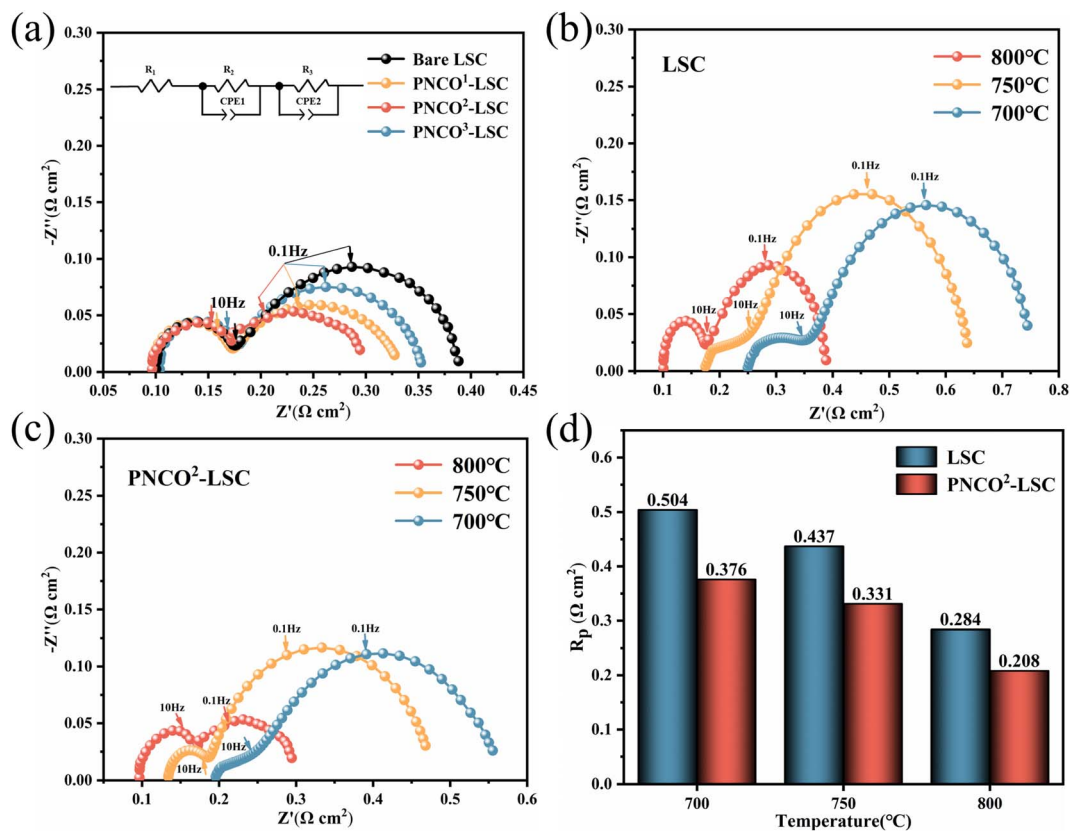 (a)
0.30
0.25
0.20
0.15
0.10
0.05
0.00
-Z''(Ω cm²)
R₁
R₂
R₃
CPE1
CPE2
Bare LSC
PNCO¹-LSC
PNCO²-LSC
PNCO³-LSC
0.1Hz
10Hz
0.05 0.10 0.15 0.20 0.25 0.30 0.35 0.40 0.45
Z'(Ω cm²)
(b)
0.30
0.25
0.20
0.15
0.10
0.05
0.00
-Z''(Ω cm²)
LSC
800°C
750°C
700°C
0.1Hz
0.1Hz
0.1Hz
10Hz
10Hz
10Hz
0.0 0.1 0.2 0.3 0.4 0.5 0.6 0.7 0.8
Z'(Ω cm²)
(c)
0.30
0.25
0.20
0.15
0.10
0.05
0.00
-Z''(Ω cm²)
PNCO²-LSC
800°C
750°C
700°C
0.1Hz
0.1Hz
10Hz
0.1Hz
10Hz
10Hz
0.0 0.1 0.2 0.3 0.4 0.5 0.6
Z'(Ω cm²)
(d)
0.6
0.5
0.4
0.3
0.2
0.1
0.0
Rₚ (Ω cm²)
LSC
PNCO²-LSC
0.504
0.376
0.437
0.331
0.284
0.208
700 750 800
Temperature(°C)